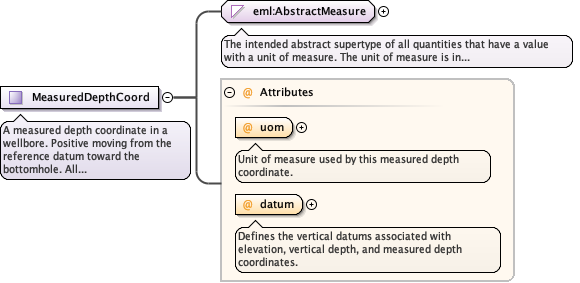 eml:AbstractMeasure
The intended abstract supertype of all quantities that have a value
with a unit of measure. The unit of measure is in...
MeasuredDepthCoord
A measured depth coordinate in a
wellbore. Positive moving from the
reference datum toward the
bottomhole. All...
@ Attributes
@ uom
Unit of measure used by this measured depth
coordinate.
@ datum
Defines the vertical datums associated with
elevation, vertical depth, and measured depth
coordinates.